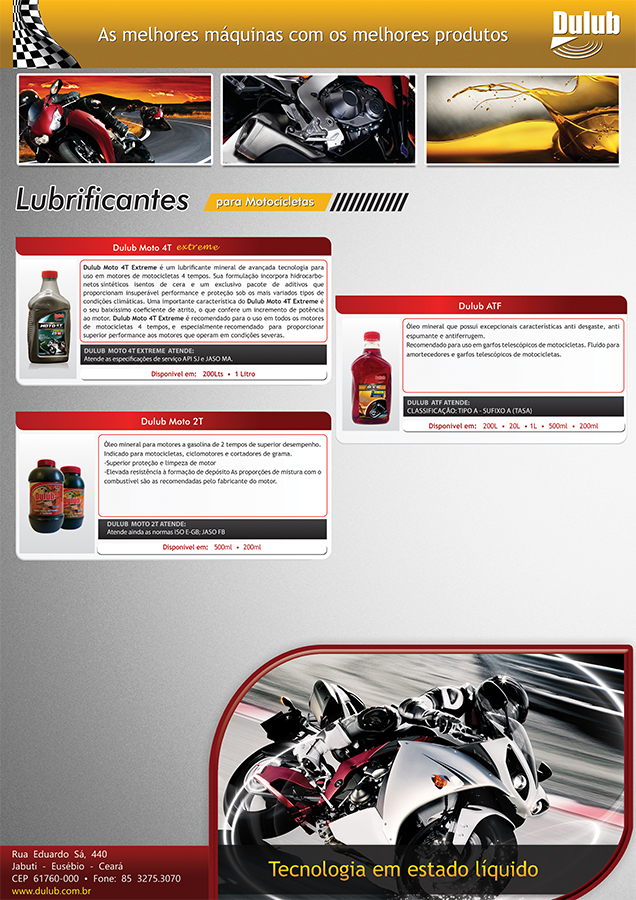 As melhores máquinas com os melhores produtos
Dulub
Lubrificantes
para Motocicletas
Dulub Moto 4T extreme
Dulub Moto 4T Extreme é um lubrificante mineral de avançada tecnologia para
uso em motores de motocicletas 4 tempos. Sua formulação incorpora hidrocarbo-
netos sintéticos isentos de cera e um exclusivo pacote de aditivos que
proporcionam insuperável performance e proteção sob as mais variados tipos de
condições climáticas. Uma importante característica do Dulub Moto 4T Extreme é
o seu baixíssimo coeficiente de atrito, o que confere um incremento de potência
ao motor. Dulub Moto 4T Extreme é recomendado para o uso em todos os motores
de motocicletas 4 tempos, e especialmente recomendado para proporcionar
superior performance aos motores que operam em condições severas.
DULUB MOTO 4T EXTREME ATENDE:
Atende as especificações de serviço API SJ e JASO MA.
Disponível em: 200Lts • 1 Litro
Dulub ATF
Óleo mineral que possui excepcionais características anti desgaste, anti
espumante e antiferrugem.
Recomendado para uso em garfos telescópicos de motocicletas. Fluído para
amortecedores e garfos telescópicos de motocicletas.
DULUB ATF ATENDE:
CLASSIFICAÇÃO: TIPO A - SUFIXO A (TASA)
Disponível em: 200L • 20L • 1L • 500ml • 200ml
Dulub Moto 2T
Óleo mineral para motores a gasolina de 2 tempos de superior desempenho.
Indicado para motocicletas, ciclomotores e cortadores de grama.
-Superior proteção e limpeza de motor
-Elevada resistência à formação de depósito As proporções de mistura com o
combustível são as recomendadas pelo fabricante do motor.
Dulub
DULUB MOTO 2T ATENDE:
Atende ainda as normas ISO E-GB; JASO FB
Disponível em: 500ml • 200ml
Rua Eduardo Sá, 440
Jabuti - Eusébio - Ceará
CEP 61760-000 • Fone: 85 3275.3070
www.dulub.com.br
Tecnologia em estado líquido